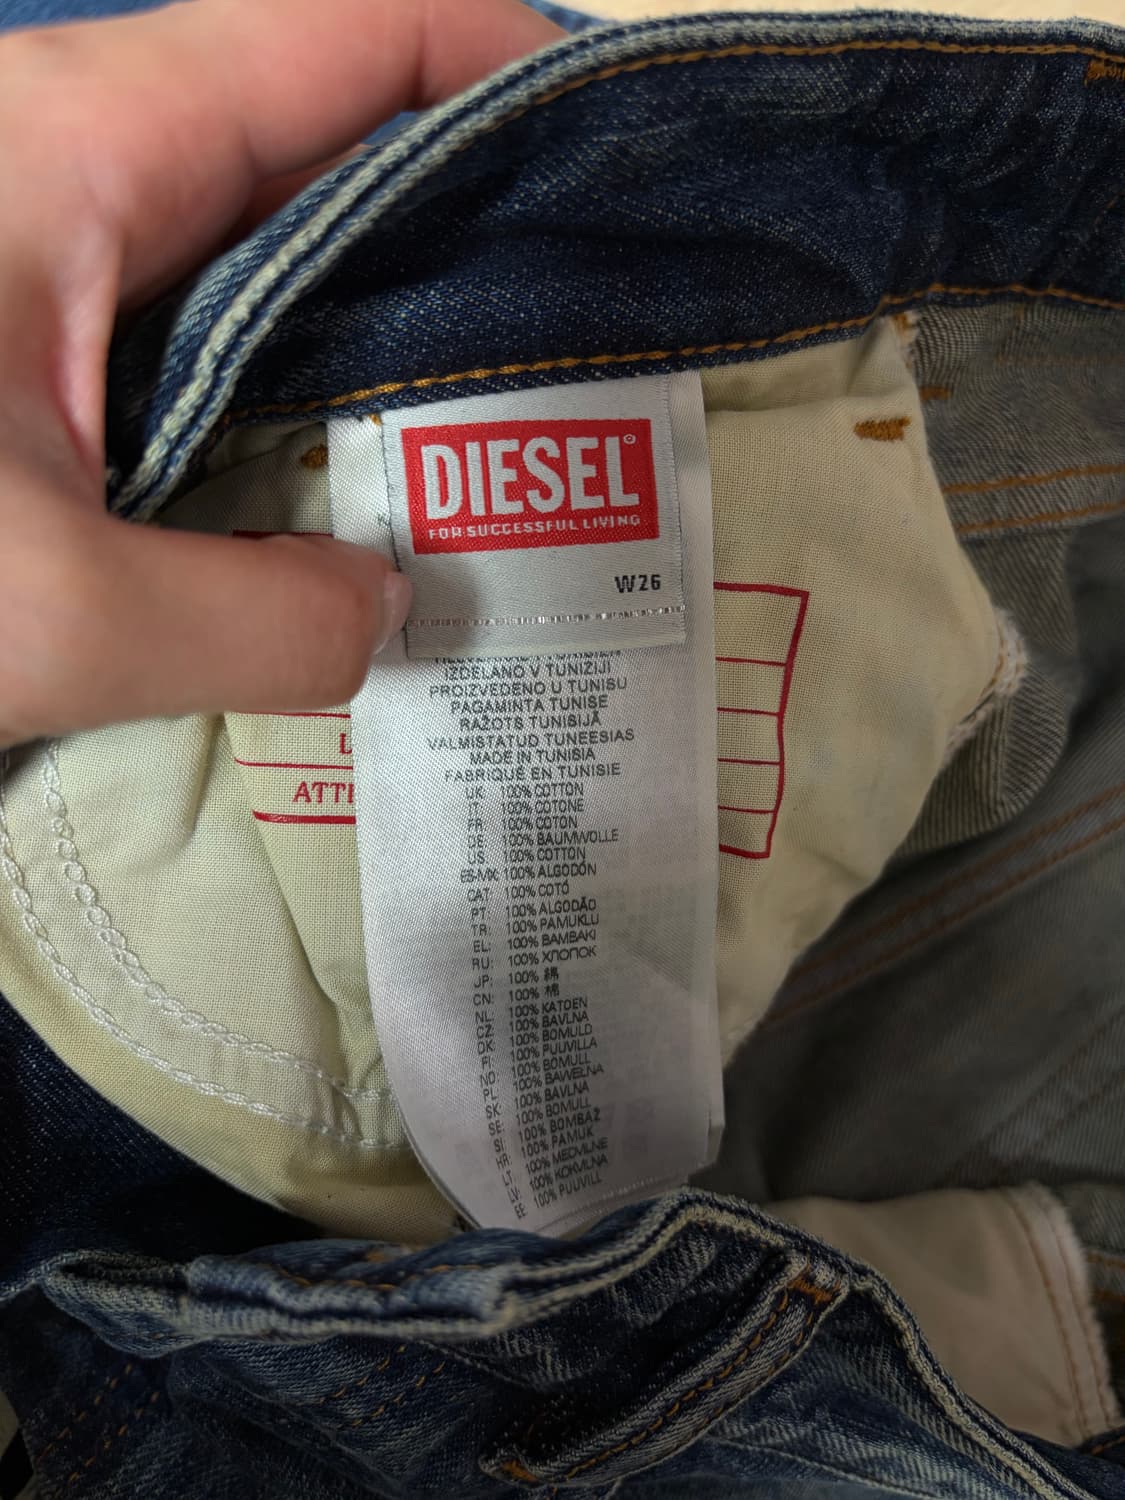 DIESEL
FOR SUCCESSFUL LIVING
W26
IZDELANO V TUNIZIJI
PROIZVEDENO U TUNISU
PAGAMINTA TUNISE
RAŽOTS TUNISIJĀ
VALMISTATUD TUNEESIAS
MADE IN TUNISIA
FABRIQUÉ EN TUNISIE
UK 100% COTTON
IT: 100% COTONE
FR 100% COTON
DE 100% BAUMWOLLE
US: 100% COTTON
ES-MX: 100% ALGODÓN
CAT: 100% COTÓ
PT: 100% ALGODÃO
TR: 100% PAMUKLU
EL: 100% ΒΑΜΒΑΚΙ
RU: 100% ХЛОПОК
JP: 100% 綿
CN: 100% 棉
NL: 100% KATOEN
CZ: 100% BAVLNA
DK: 100% BOMULD
FI: 100% PUUVILLA
NO: 100% BOMULL
PL: 100% BAWEŁNA
SK: 100% BAVLNA
SE: 100% BOMULL
SI: 100% BOMBAŽ
HR: 100% PAMUK
LT: 100% MEDVILNE
LV: 100% KOKVILNA
EE: 100% PUUVILL